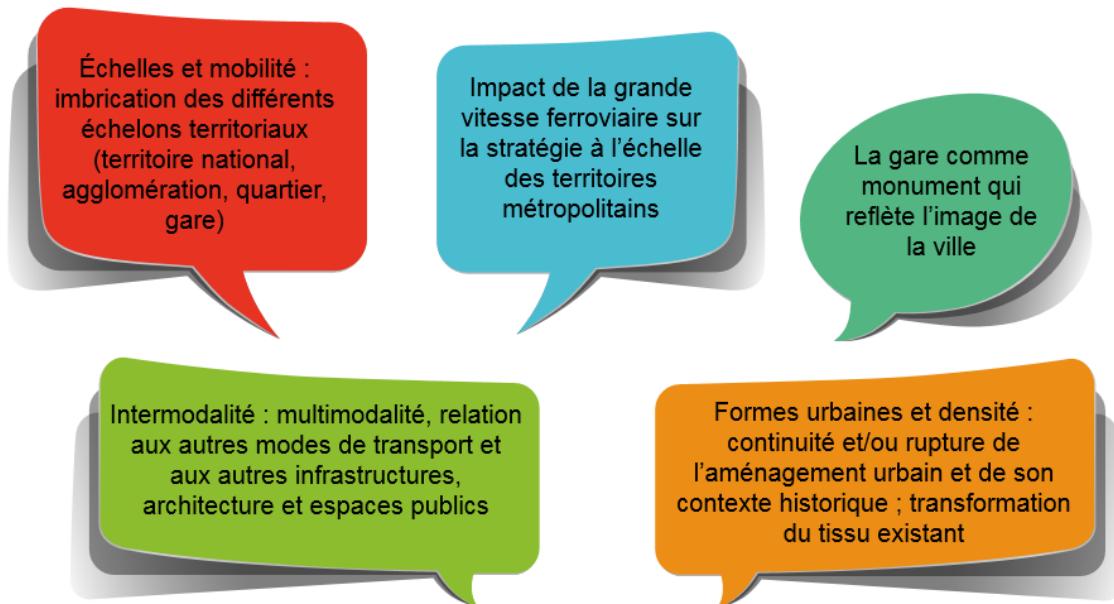 Échelles et mobilité :
imbrication des différents
échelons territoriaux
(territoire national,
agglomération, quartier,
gare)
Impact de la grande
vitesse ferroviaire sur
la stratégie à l’échelle
des territoires
métropolitains
La gare comme
monument qui
reflète l’image de
la ville
Intermodalité : multimodalité, relation
aux autres modes de transport et
aux autres infrastructures,
architecture et espaces publics
Formes urbaines et densité :
continuité et/ou rupture de
l’aménagement urbain et de son
contexte historique ; transformation
du tissu existant